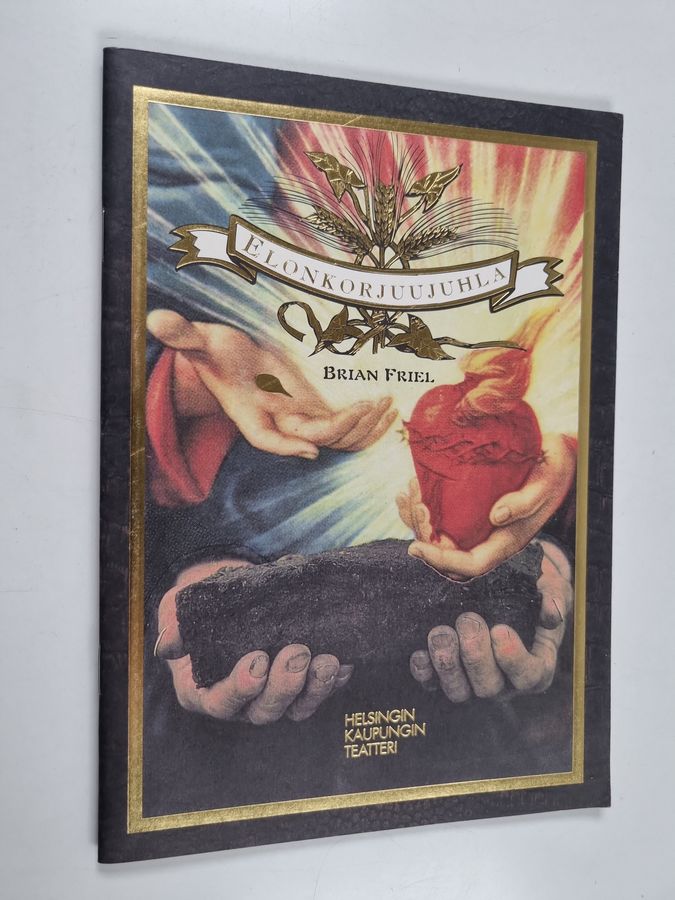 ELONKORJUUJUHLA
BRIAN FRIEL
HELSINGIN
KAUPUNGIN
TEATTERI